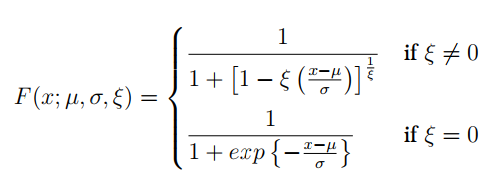 F(x; μ, σ, ξ) = { 1 / (1 + [1 − ξ ((x−μ)/σ)]^(1/ξ)) if ξ ≠ 0
1 / (1 + exp {−(x−μ)/σ}) if ξ = 0